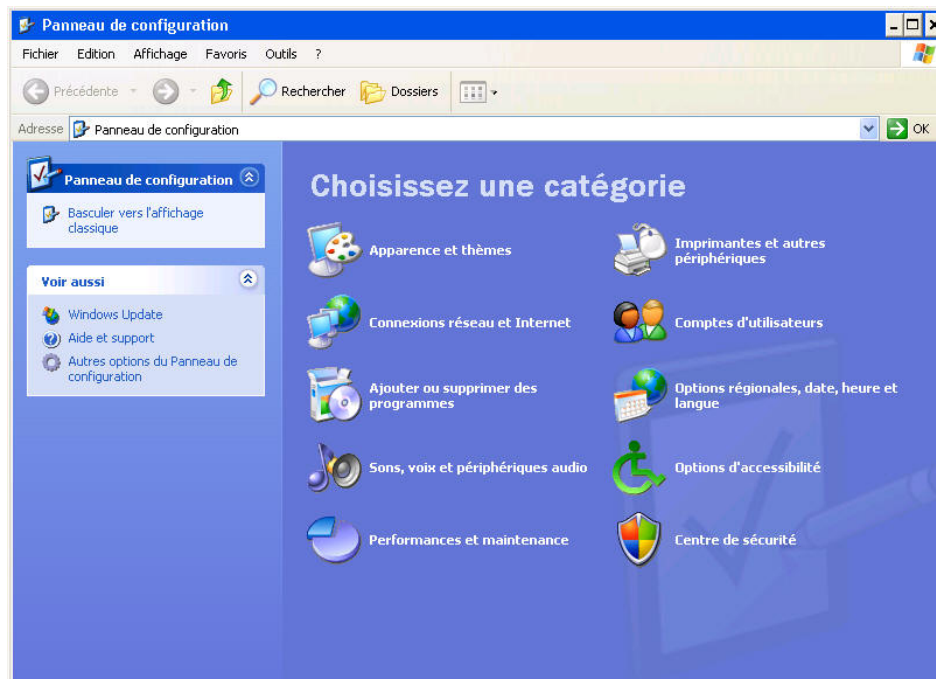 Panneau de configuration
Fichier Edition Affichage Favoris Outils ?
Précédente Rechercher Dossiers
Adresse Panneau de configuration OK
Panneau de configuration
Basculer vers l'affichage
classique
Voir aussi
Windows Update
Aide et support
Autres options du Panneau de
configuration
Choisissez une catégorie
Apparence et thèmes
Imprimantes et autres
périphériques
Connexions réseau et Internet
Comptes d'utilisateurs
Ajouter ou supprimer des
programmes
Options régionales, date, heure et
langue
Sons, voix et périphériques audio
Options d'accessibilité
Performances et maintenance
Centre de sécurité